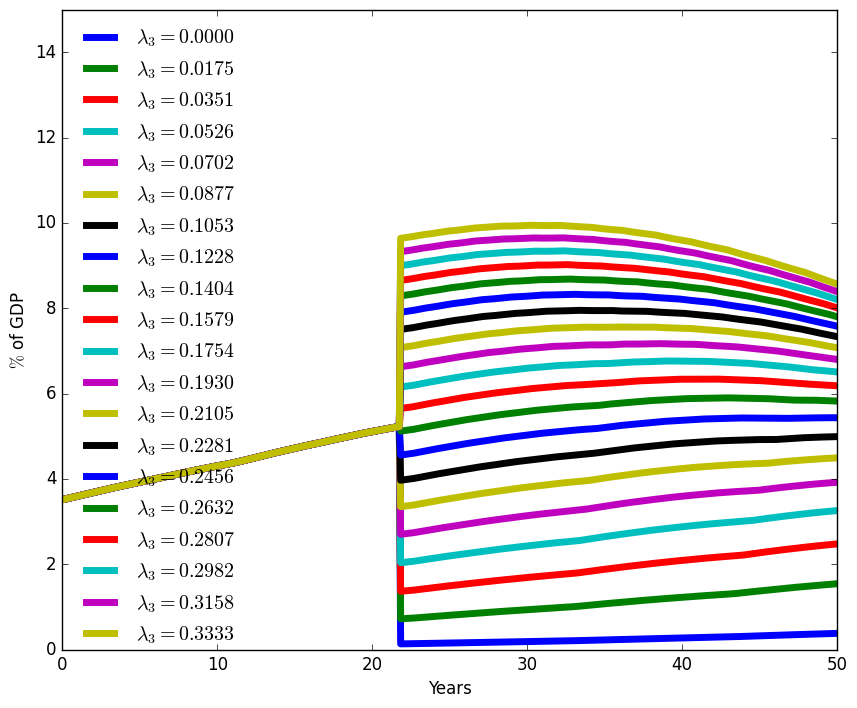 14
12
10
8
6
4
2
0
% of GDP
λ₃ = 0.0000
λ₃ = 0.0175
λ₃ = 0.0351
λ₃ = 0.0526
λ₃ = 0.0702
λ₃ = 0.0877
λ₃ = 0.1053
λ₃ = 0.1228
λ₃ = 0.1404
λ₃ = 0.1579
λ₃ = 0.1754
λ₃ = 0.1930
λ₃ = 0.2105
λ₃ = 0.2281
λ₃ = 0.2456
λ₃ = 0.2632
λ₃ = 0.2807
λ₃ = 0.2982
λ₃ = 0.3158
λ₃ = 0.3333
0 10 20 30 40 50
Years